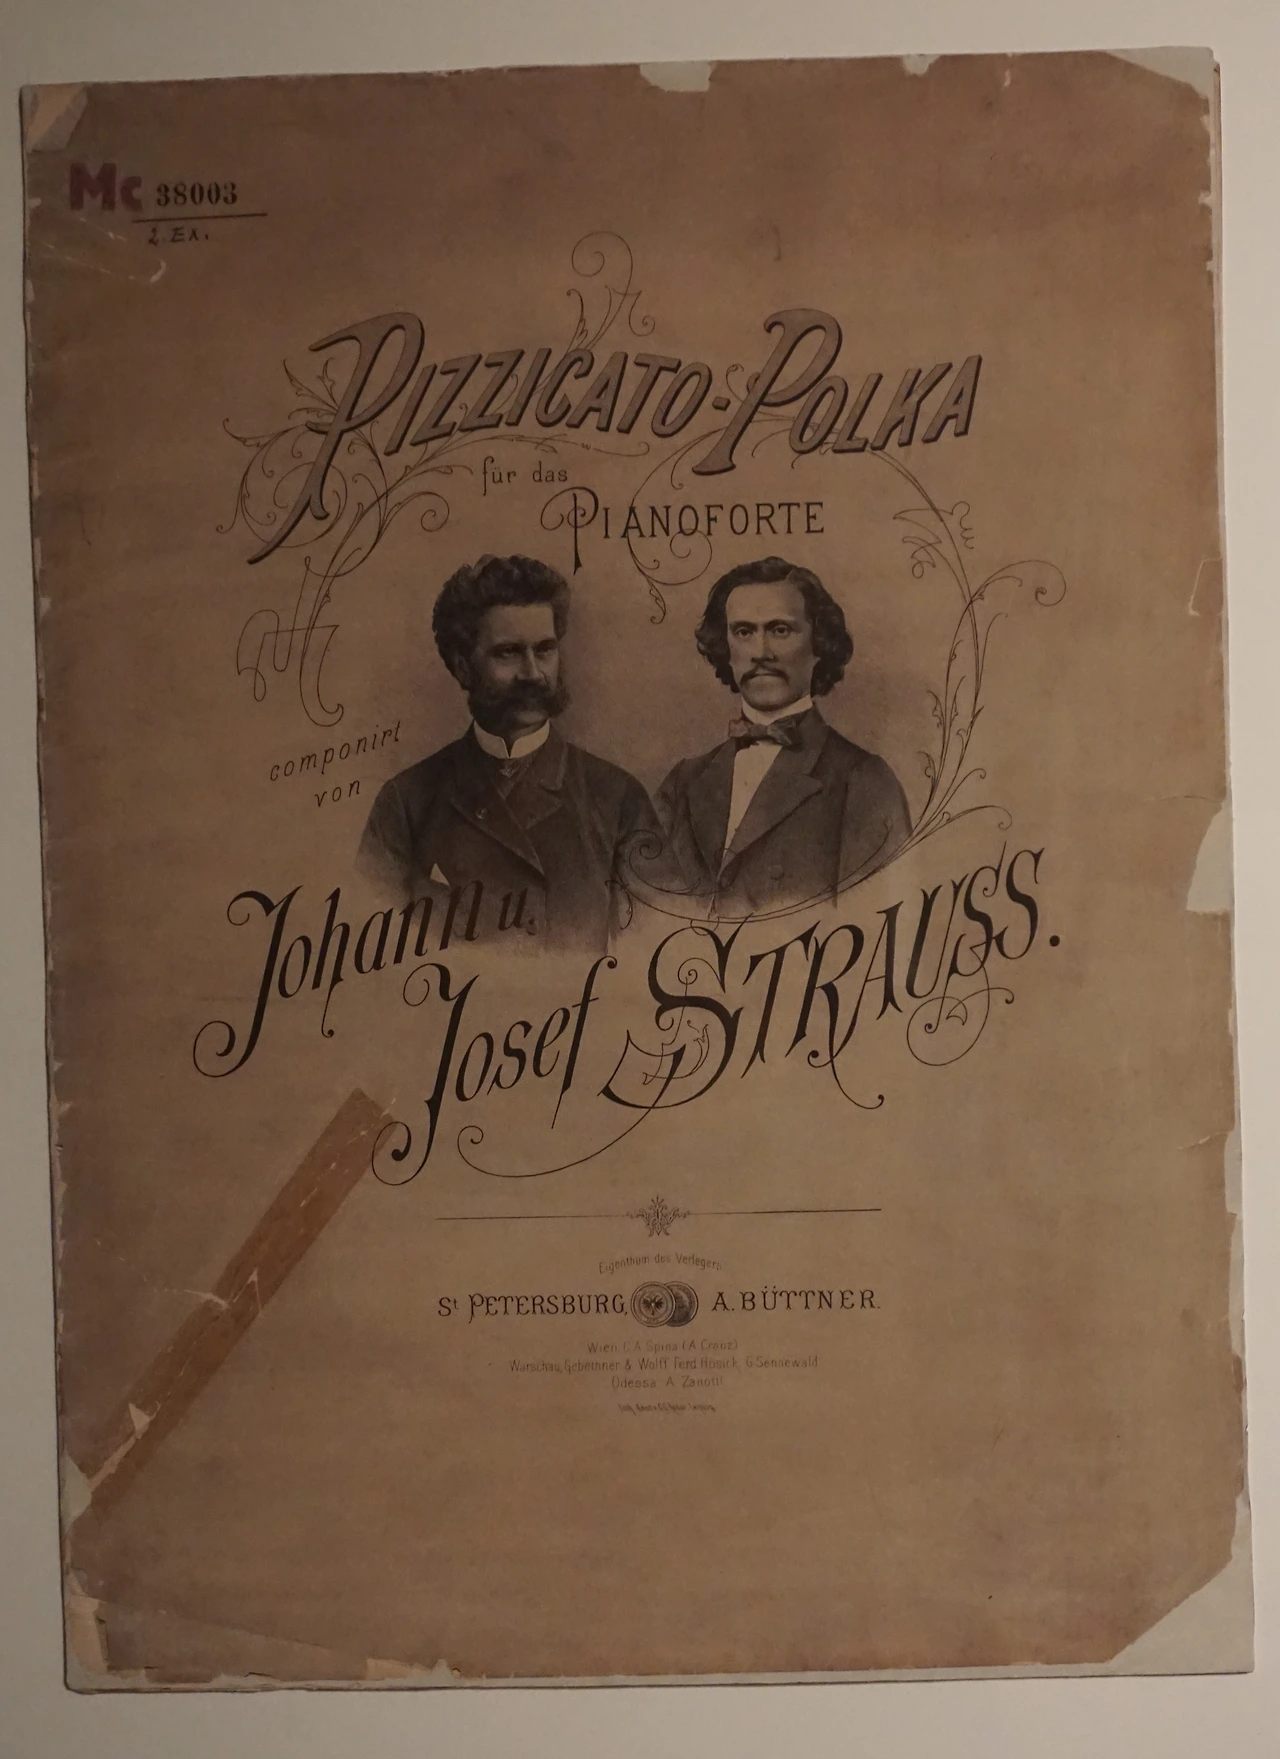 Mc 38003
2. Ex.
PIZZICATO-POLKA
für das
PIANOFORTE
componirt
von
Johann u.
Josef STRAUSS.
Eigenthum des Verlegers
St PETERSBURG, A. BÜTTNER.
Wien, C. A. Spina (A. Cranz)
Warschau, Gebethner & Wolff Ferd Hösick, G. Sennewald
Odessa A. Zanotti